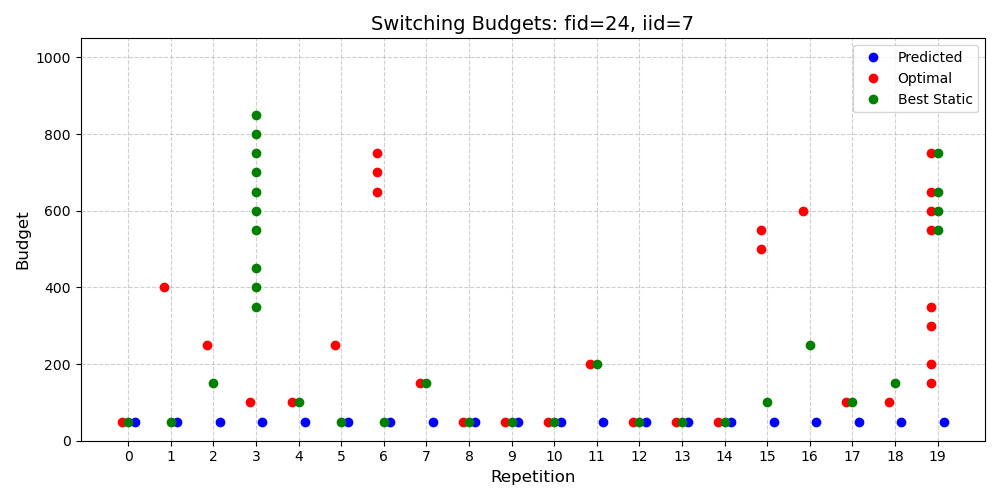 Switching Budgets: fid=24, iid=7
Predicted
Optimal
Best Static
Budget
1000
800
600
400
200
0
0 1 2 3 4 5 6 7 8 9 10 11 12 13 14 15 16 17 18 19
Repetition